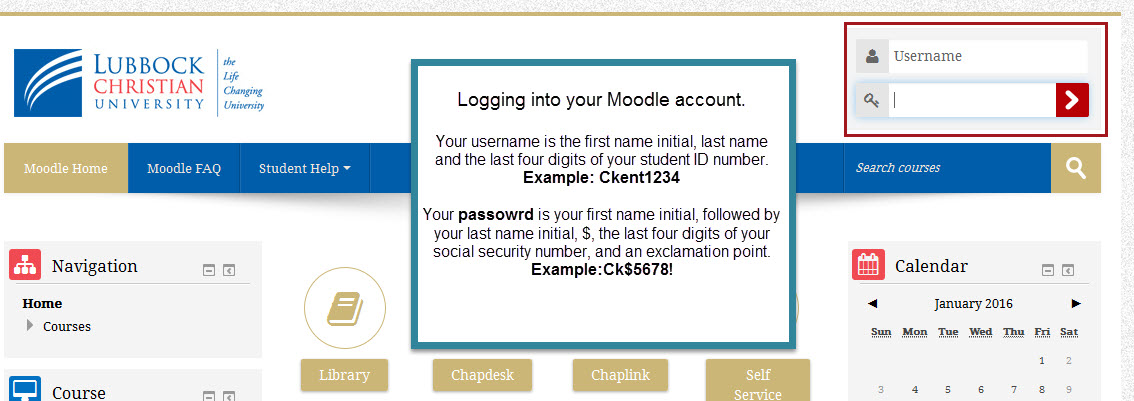 LUBBOCK
CHRISTIAN
UNIVERSITY
the
Life
Changing
University
Username
Logging into your Moodle account.
Your username is the first name initial, last name
and the last four digits of your student ID number.
Example: Ckent1234
Your passowrd is your first name initial, followed by
your last name initial, $, the last four digits of your
social security number, and an exclamation point.
Example:Ck$5678!
Moodle Home Moodle FAQ Student Help Search courses
Navigation
Home
Courses
Course
Library Chapdesk Chaplink Self
Service
Calendar
January 2016
Sun Mon Tue Wed Thu Fri Sat
1 2
3 4 5 6 7 8 9